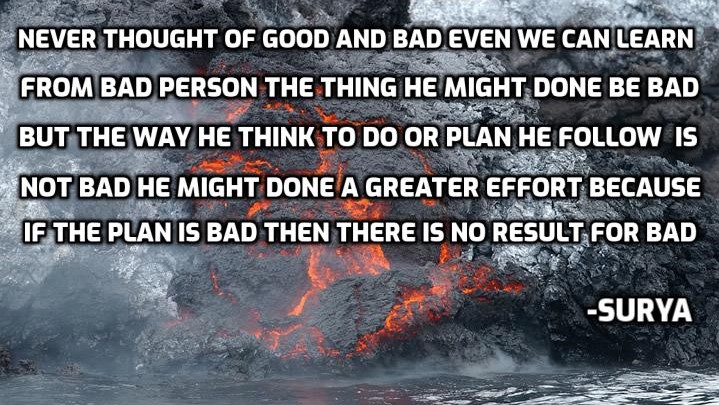 NEVER THOUGHT OF GOOD AND BAD EVEN WE CAN LEARN
FROM BAD PERSON THE THING HE MIGHT DONE BE BAD
BUT THE WAY HE THINK TO DO OR PLAN HE FOLLOW IS
NOT BAD HE MIGHT DONE A GREATER EFFORT BECAUSE
IF THE PLAN IS BAD THEN THERE IS NO RESULT FOR BAD
-SURYA